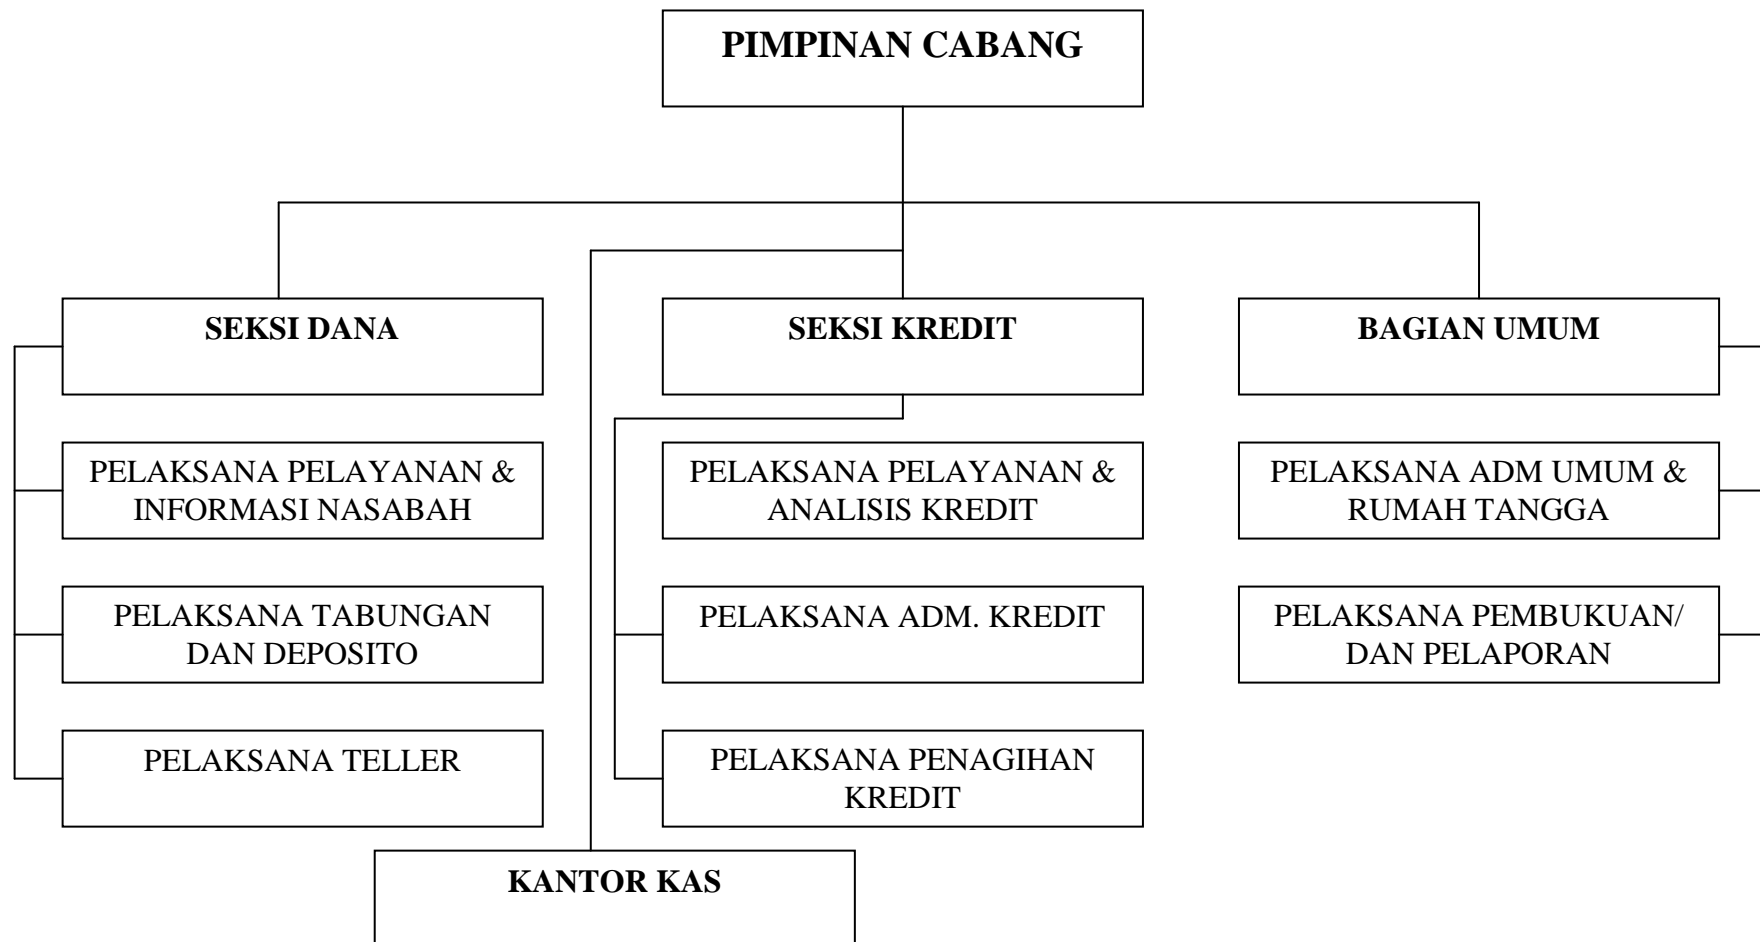 PIMPINAN CABANG
SEKSI DANA
SEKSI KREDIT
BAGIAN UMUM
PELAKSANA PELAYANAN &
INFORMASI NASABAH
PELAKSANA PELAYANAN &
ANALISIS KREDIT
PELAKSANA ADM UMUM &
RUMAH TANGGA
PELAKSANA TABUNGAN
DAN DEPOSITO
PELAKSANA ADM. KREDIT
PELAKSANA PEMBUKUAN/
DAN PELAPORAN
PELAKSANA TELLER
PELAKSANA PENAGIHAN
KREDIT
KANTOR KAS